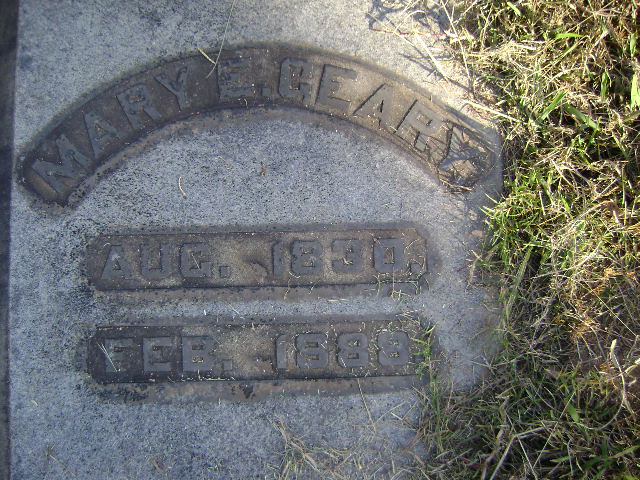 MARY E. GEARY
AUG. 1830.
FEB. 1888